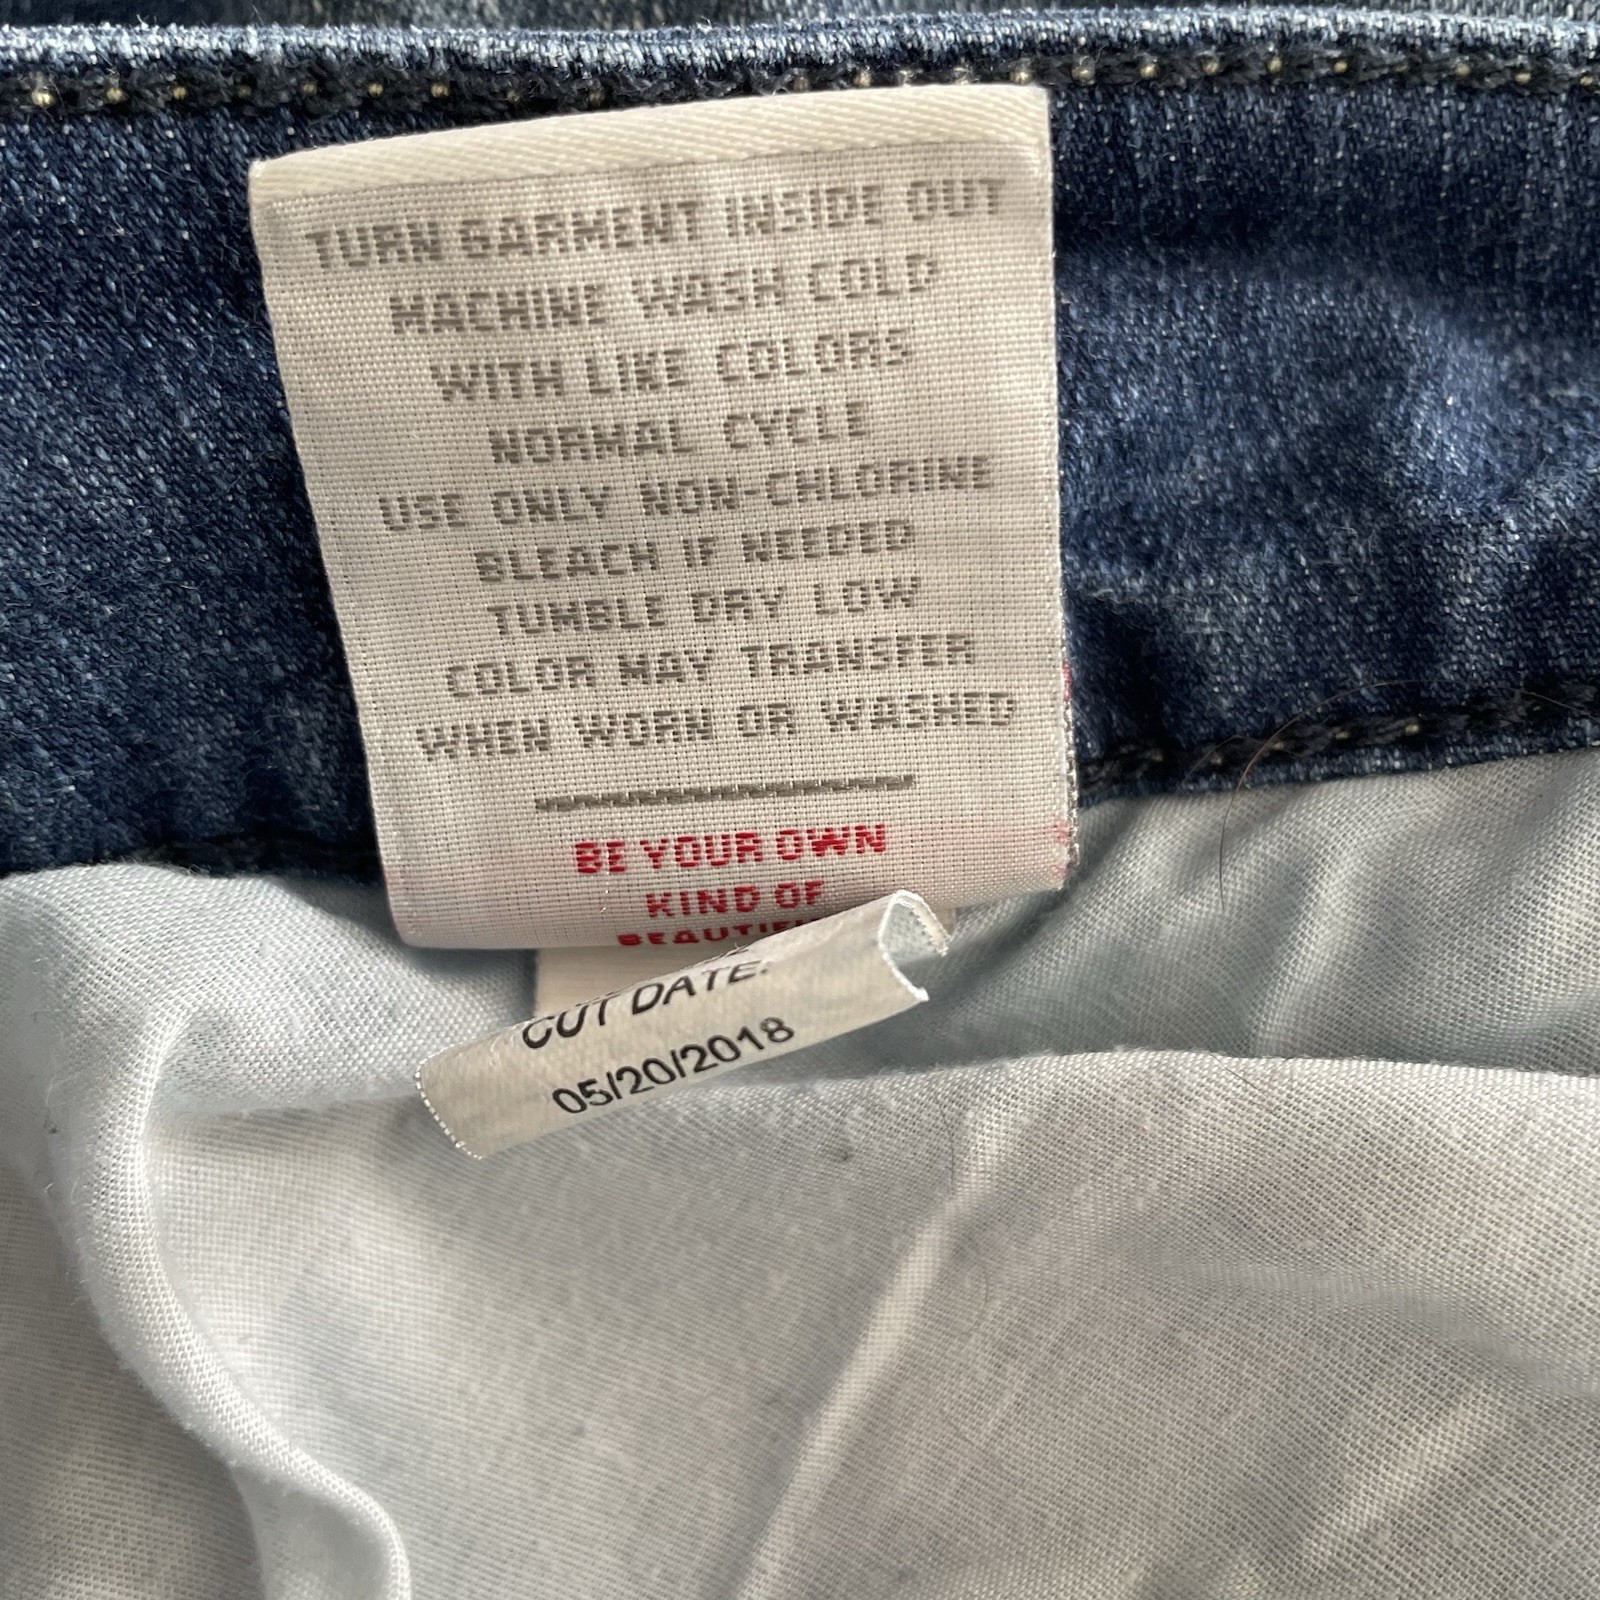 TURN GARMENT INSIDE OUT
MACHINE WASH COLD
WITH LIKE COLORS
NORMAL CYCLE
USE ONLY NON-CHLORINE
BLEACH IF NEEDED
TUMBLE DRY LOW
COLOR MAY TRANSFER
WHEN WORN OR WASHED
BE YOUR OWN
KIND OF
CUT DATE:
05/20/2018